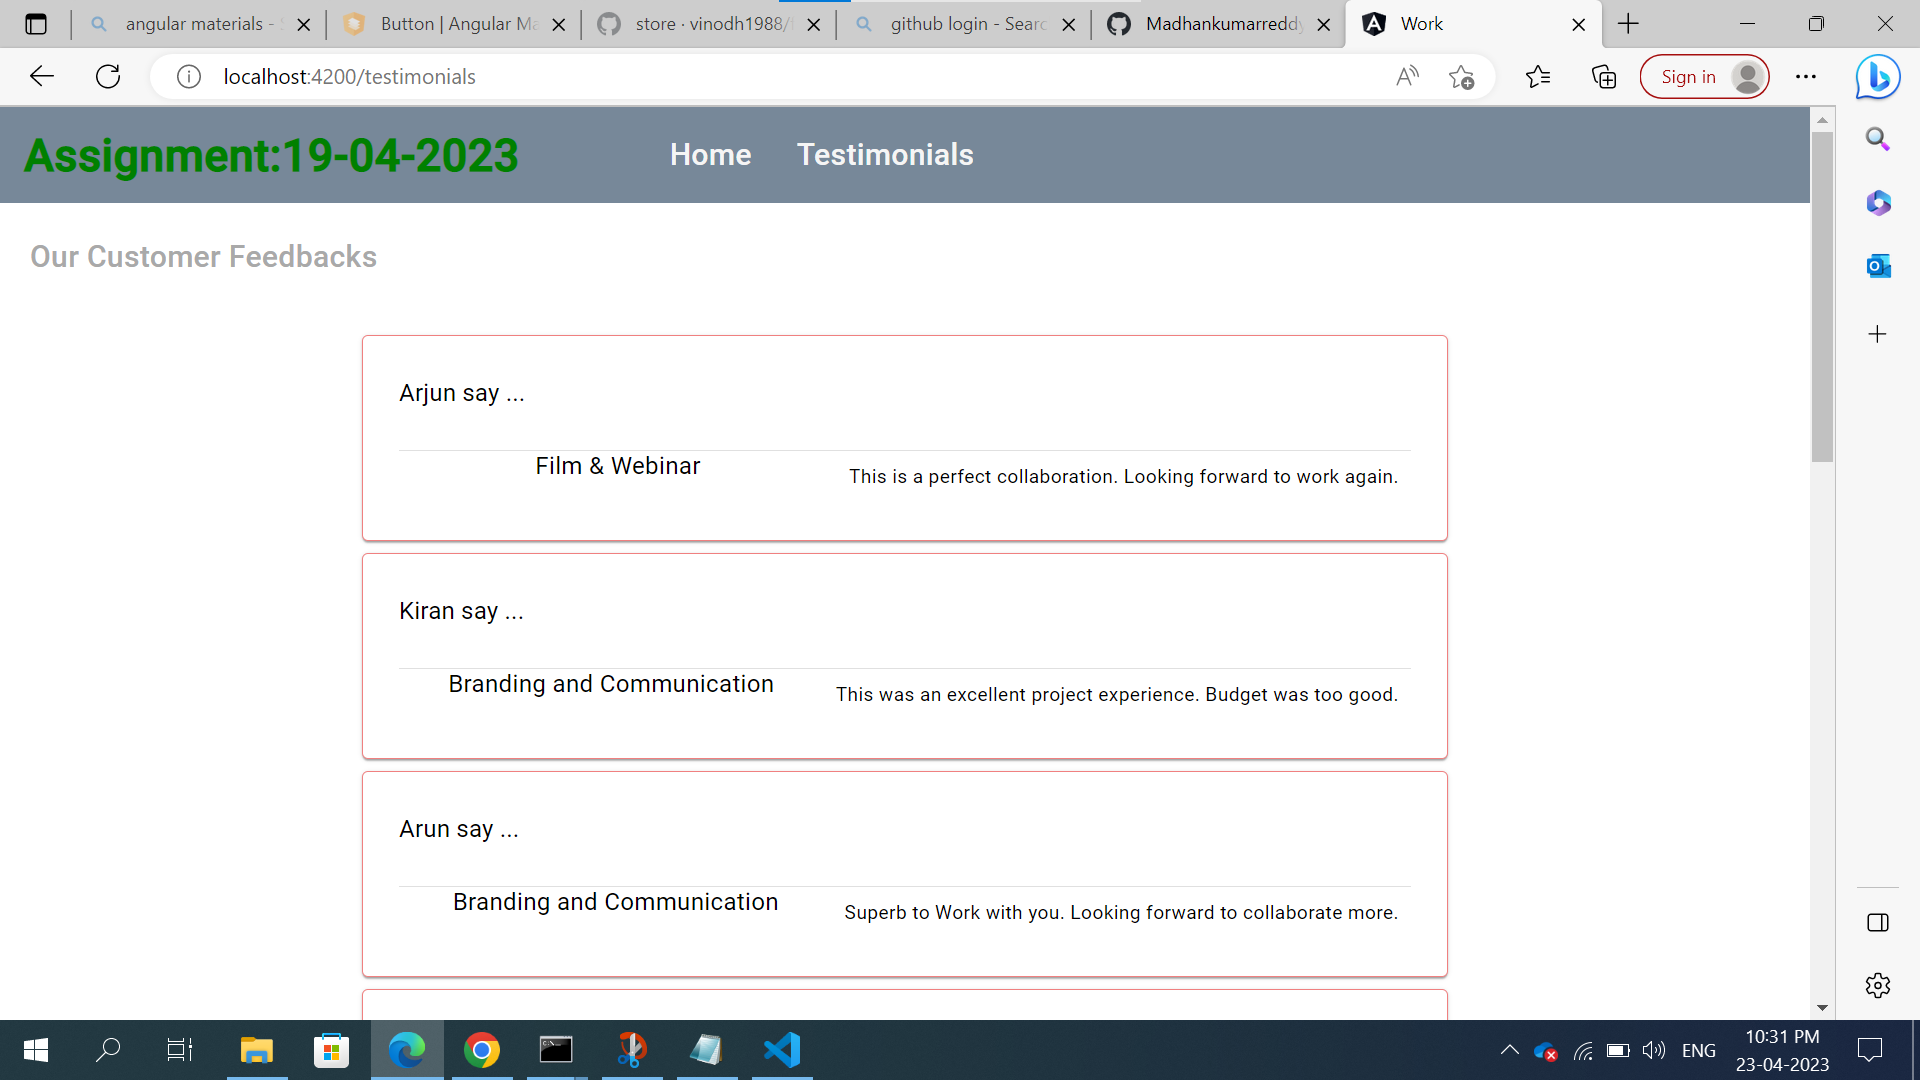 angular materials - S
Button | Angular Ma
store · vinodh1988/
github login - Searc
Madhankumarreddy
Work
localhost:4200/testimonials
Sign in
Assignment:19-04-2023
Home
Testimonials
Our Customer Feedbacks
Arjun say ...
Film & Webinar
This is a perfect collaboration. Looking forward to work again.
Kiran say ...
Branding and Communication
This was an excellent project experience. Budget was too good.
Arun say ...
Branding and Communication
Superb to Work with you. Looking forward to collaborate more.
ENG
10:31 PM
23-04-2023